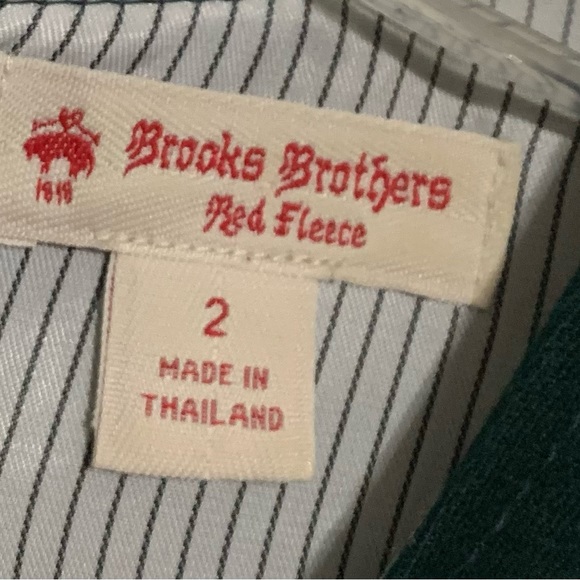 Brooks Brothers
Red Fleece
1818
2
MADE IN
THAILAND